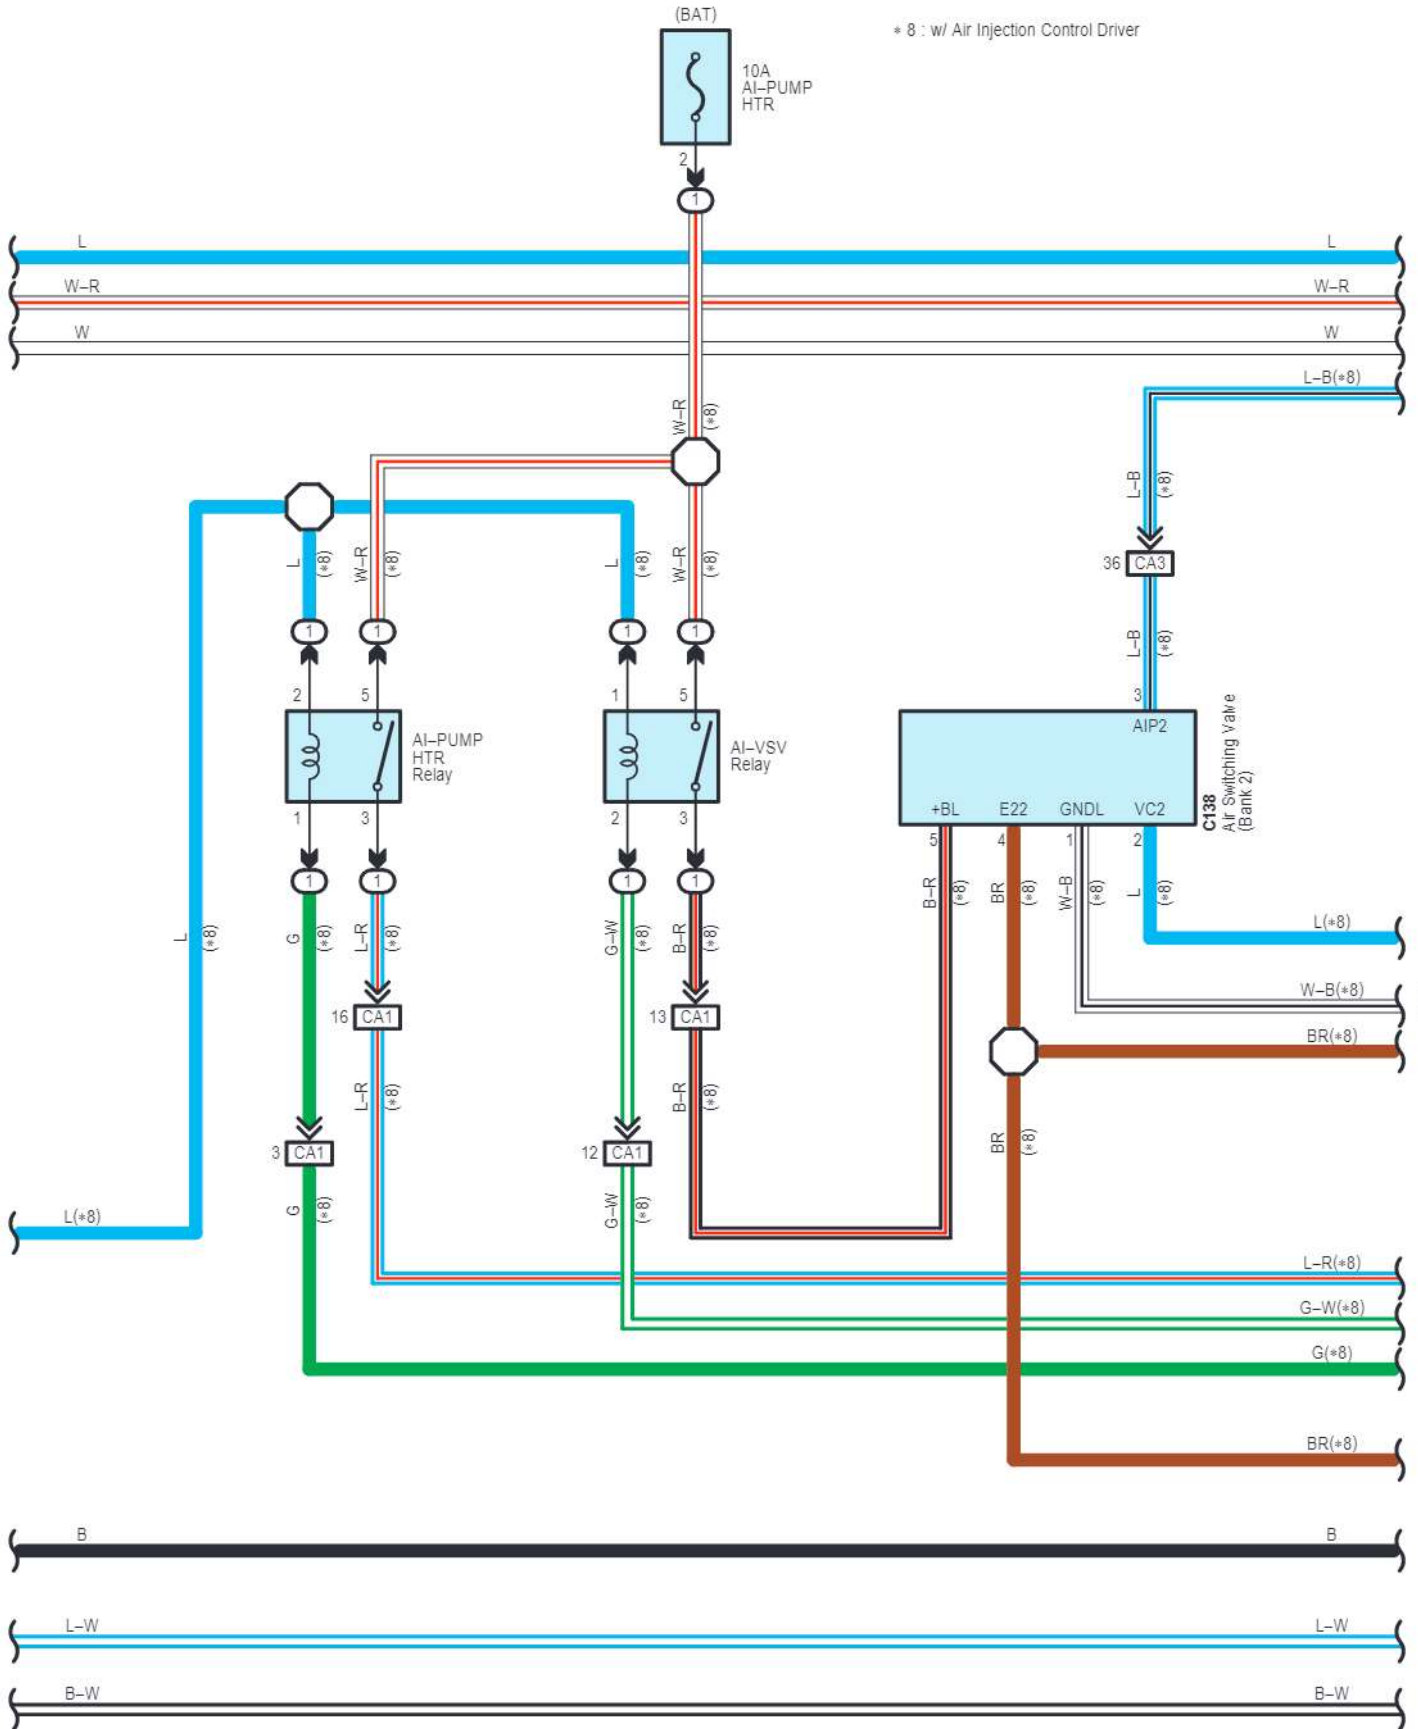 (BAT)
∗ 8 : w/ Air Injection Control Driver
10A
AI–PUMP
HTR
2
1
L
L
W–R
W–R
W
W
L–B(∗8)
W–R
(∗8)
L–B
(∗8)
L
(∗8)
W–R
(∗8)
L
(∗8)
W–R
(∗8)
36
CA3
1
1
1
1
L–B
(∗8)
2
5
1
5
3
AI–PUMP
HTR
Relay
AI–VSV
Relay
AIP2
+BL
E22
GNDL
VC2
C138
Air Switching Valve
(Bank 2)
1
3
2
3
5
4
1
2
1
1
1
1
B–R
(∗8)
BR
(∗8)
W–B
(∗8)
L
(∗8)
L
(∗8)
G
(∗8)
L–R
(∗8)
G–W
(∗8)
B–R
(∗8)
L(∗8)
W–B(∗8)
16
CA1
13
CA1
BR(∗8)
L–R
(∗8)
B–R
(∗8)
3
CA1
12
CA1
BR
(∗8)
G
(∗8)
G–W
(∗8)
L(∗8)
L–R(∗8)
G–W(∗8)
G(∗8)
BR(∗8)
B
B
L–W
L–W
B–W
B–W